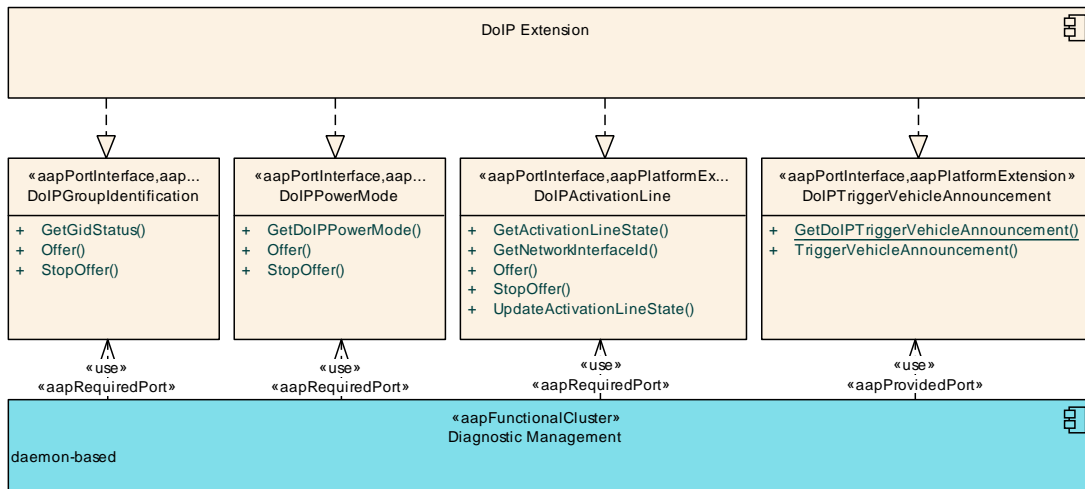 DoIP Extension
«aapPortInterface,aap...
DoIPGroupIdentification
+ GetGidStatus()
+ Offer()
+ StopOffer()
«aapPortInterface,aap...
DoIPPowerMode
+ GetDoIPPowerMode()
+ Offer()
+ StopOffer()
«aapPortInterface,aapPlatformEx...
DoIPActivationLine
+ GetActivationLineState()
+ GetNetworkInterfaceId()
+ Offer()
+ StopOffer()
+ UpdateActivationLineState()
«aapPortInterface,aapPlatformExtension»
DoIPTriggerVehicleAnnouncement
+ GetDoIPTriggerVehicleAnnouncement()
+ TriggerVehicleAnnouncement()
«use»
«aapRequiredPort»
«use»
«aapRequiredPort»
«use»
«aapRequiredPort»
«use»
«aapProvidedPort»
«aapFunctionalCluster»
Diagnostic Management
daemon-based